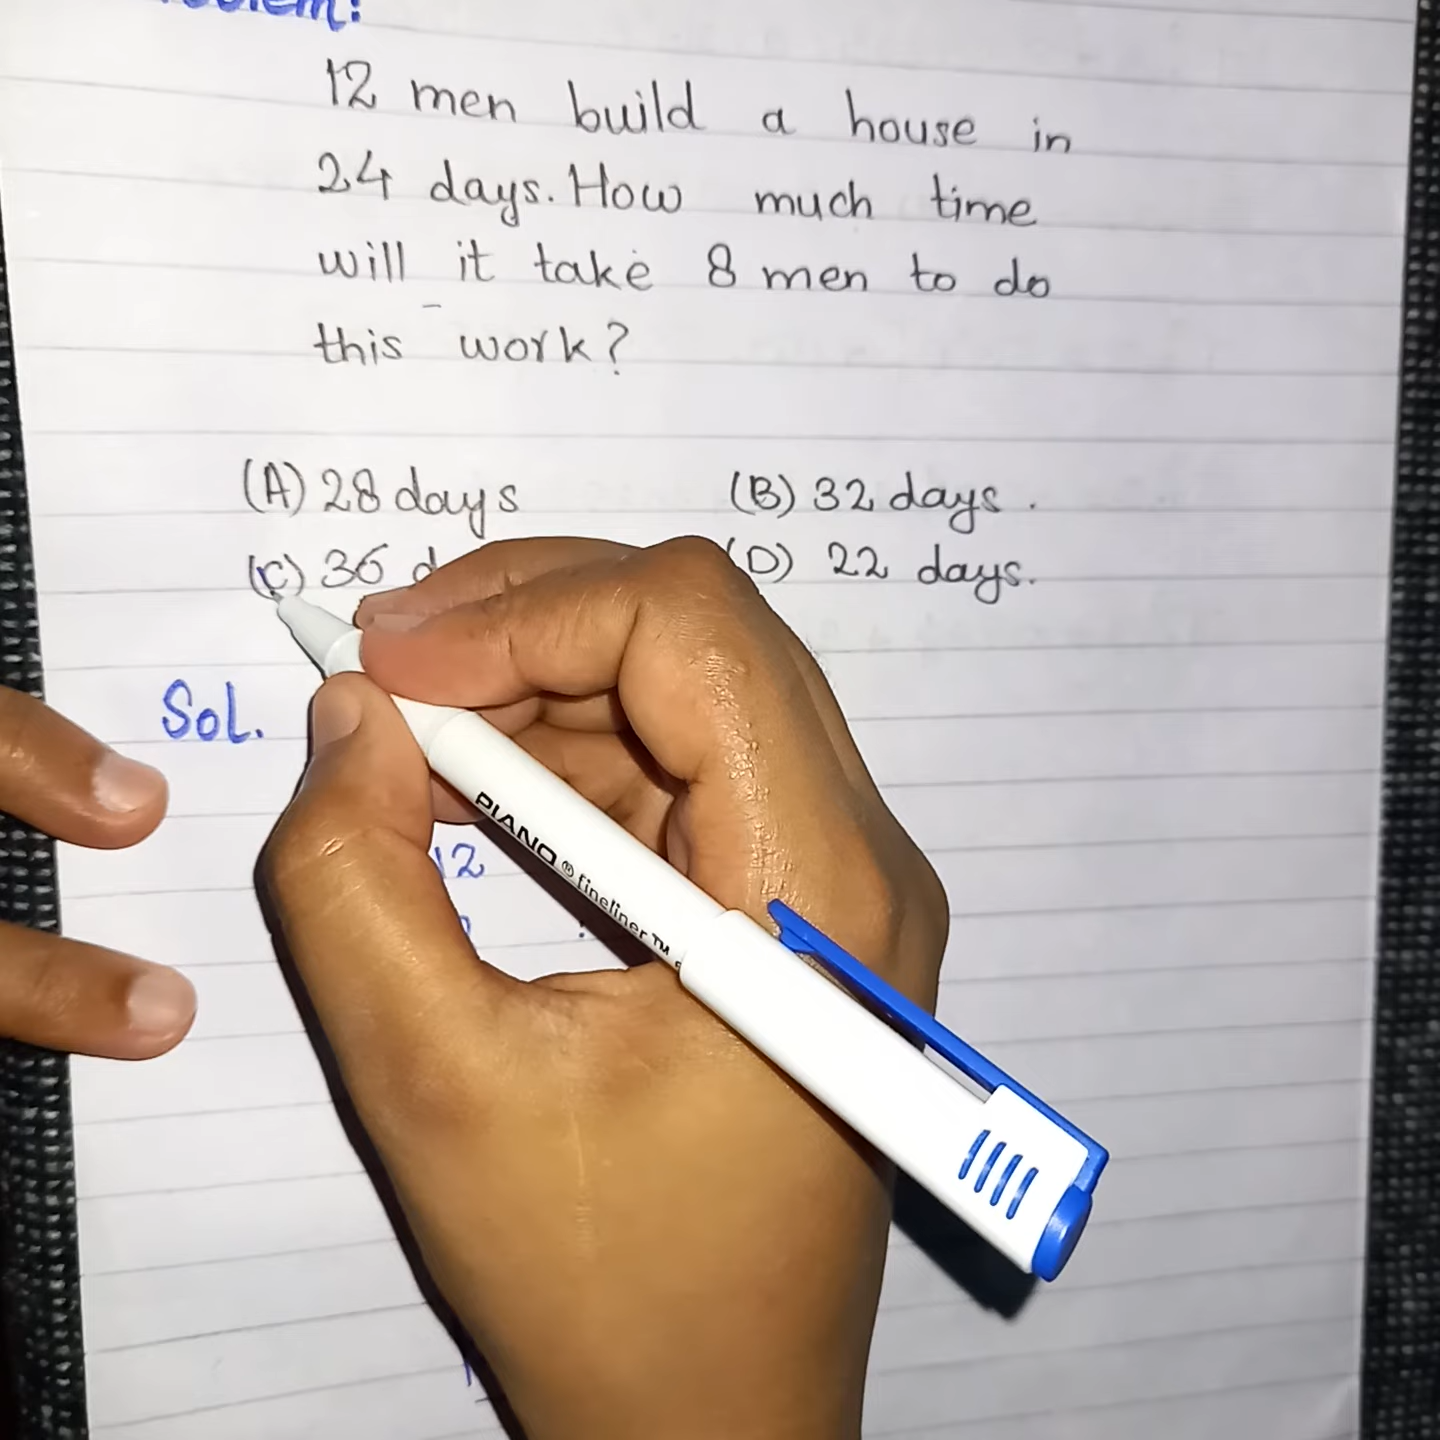 12 men build a house in
24 days. How much time
will it take 8 men to do
this work?
(A) 28 days (B) 32 days.
(C) 36 d (D) 22 days.
Sol.
PIANO® fineliner™
12